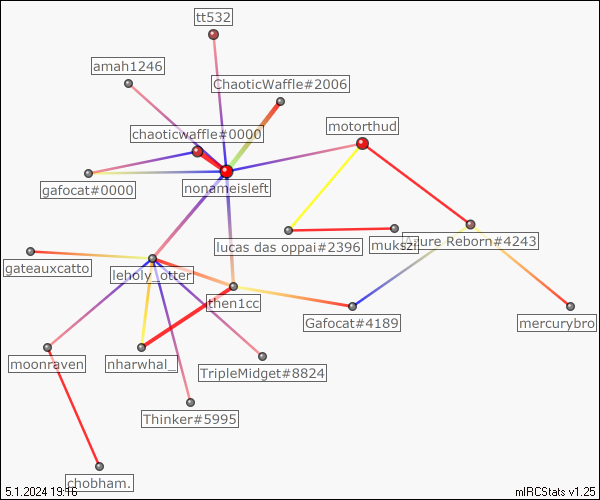 tt532
amah1246
ChaoticWaffle#2006
chaoticwaffle#0000
motorthud
gafocat#0000
nonameisleft
lucas das oppai#2396
mukszi
Azure Reborn#4243
gateauxcatto
leholy_otter
then1cc
Gafocat#4189
mercurybro
moonraven
nharwhal_
TripleMidget#8824
Thinker#5995
chobham.
5.1.2024 19:16
mIRCStats v1.25